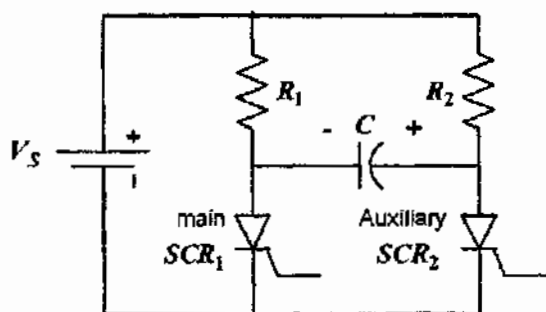 R1 R2
- C +
VS +
main Auxiliary
SCR1 SCR2